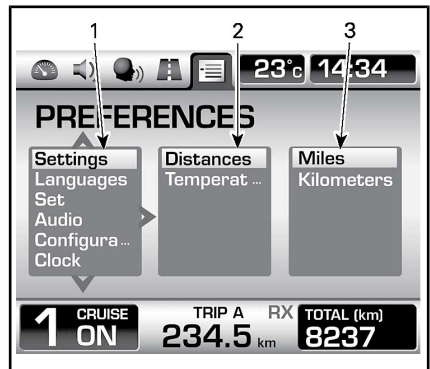 1 2 3
23°c 14:34
PREFERENCES
Settings
Languages
Set
Audio
Configura...
Clock
Distances
Temperat ...
Miles
Kilometers
1 CRUISE ON
TRIP A
234.5 km
RX
TOTAL (km)
8237